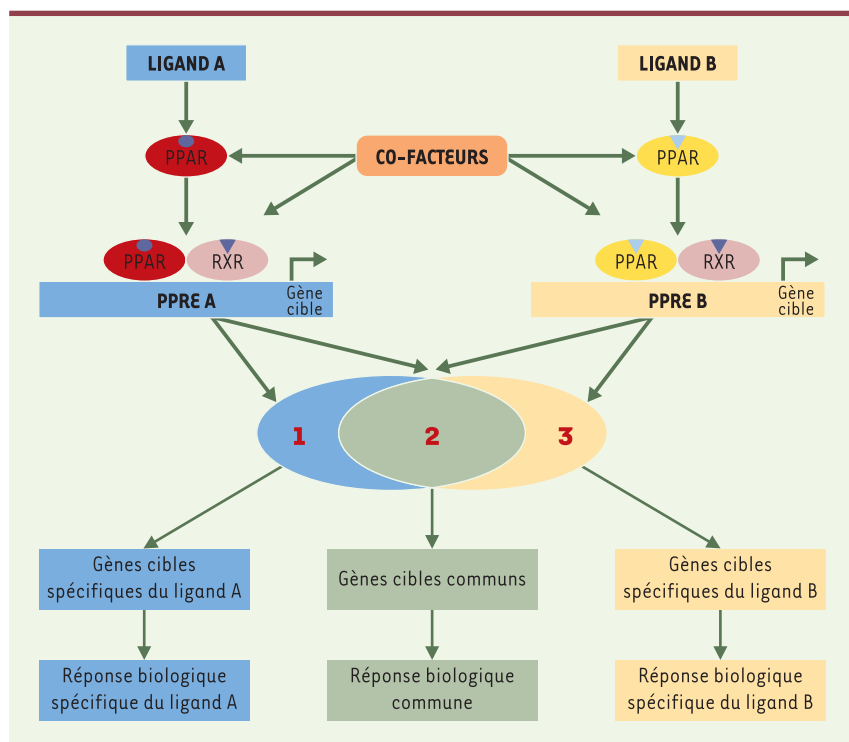 LIGAND A
LIGAND B
PPAR
CO-FACTEURS
PPAR
PPAR
RXR
PPAR
RXR
PPRE A
Gène
cible
PPRE B
Gène
cible
1
2
3
Gènes cibles
spécifiques du ligand A
Gènes cibles communs
Gènes cibles
spécifiques du ligand B
Réponse biologique
spécifique du ligand A
Réponse biologique
commune
Réponse biologique
spécifique du ligand B